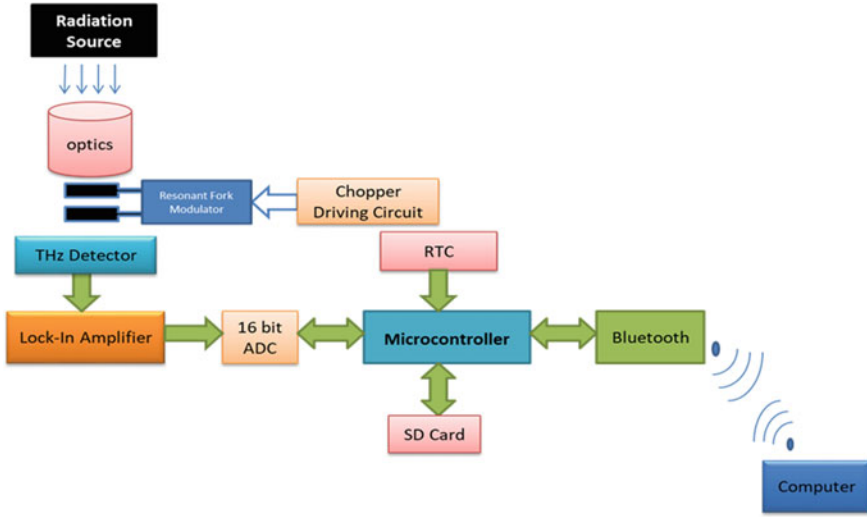 Radiation
Source
optics
Resonant Fork
Modulator
Chopper
Driving Circuit
THz Detector
RTC
Lock-In Amplifier
16 bit
ADC
Microcontroller
Bluetooth
SD Card
Computer